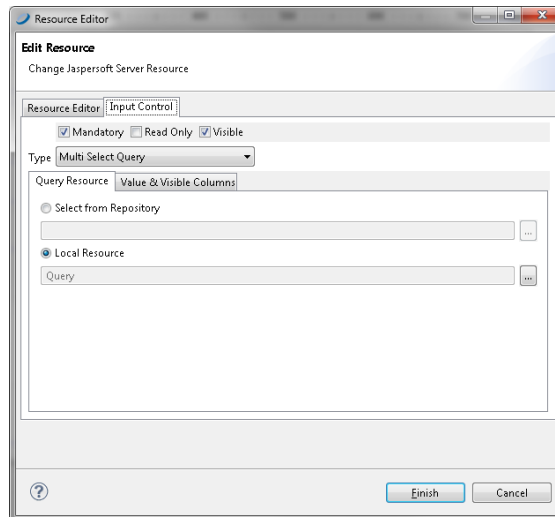 Resource Editor
Edit Resource
Change Jaspersoft Server Resource
Resource Editor Input Control
Mandatory Read Only Visible
Type Multi Select Query
Query Resource Value & Visible Columns
Select from Repository
...
Local Resource
Query ...
Finish Cancel